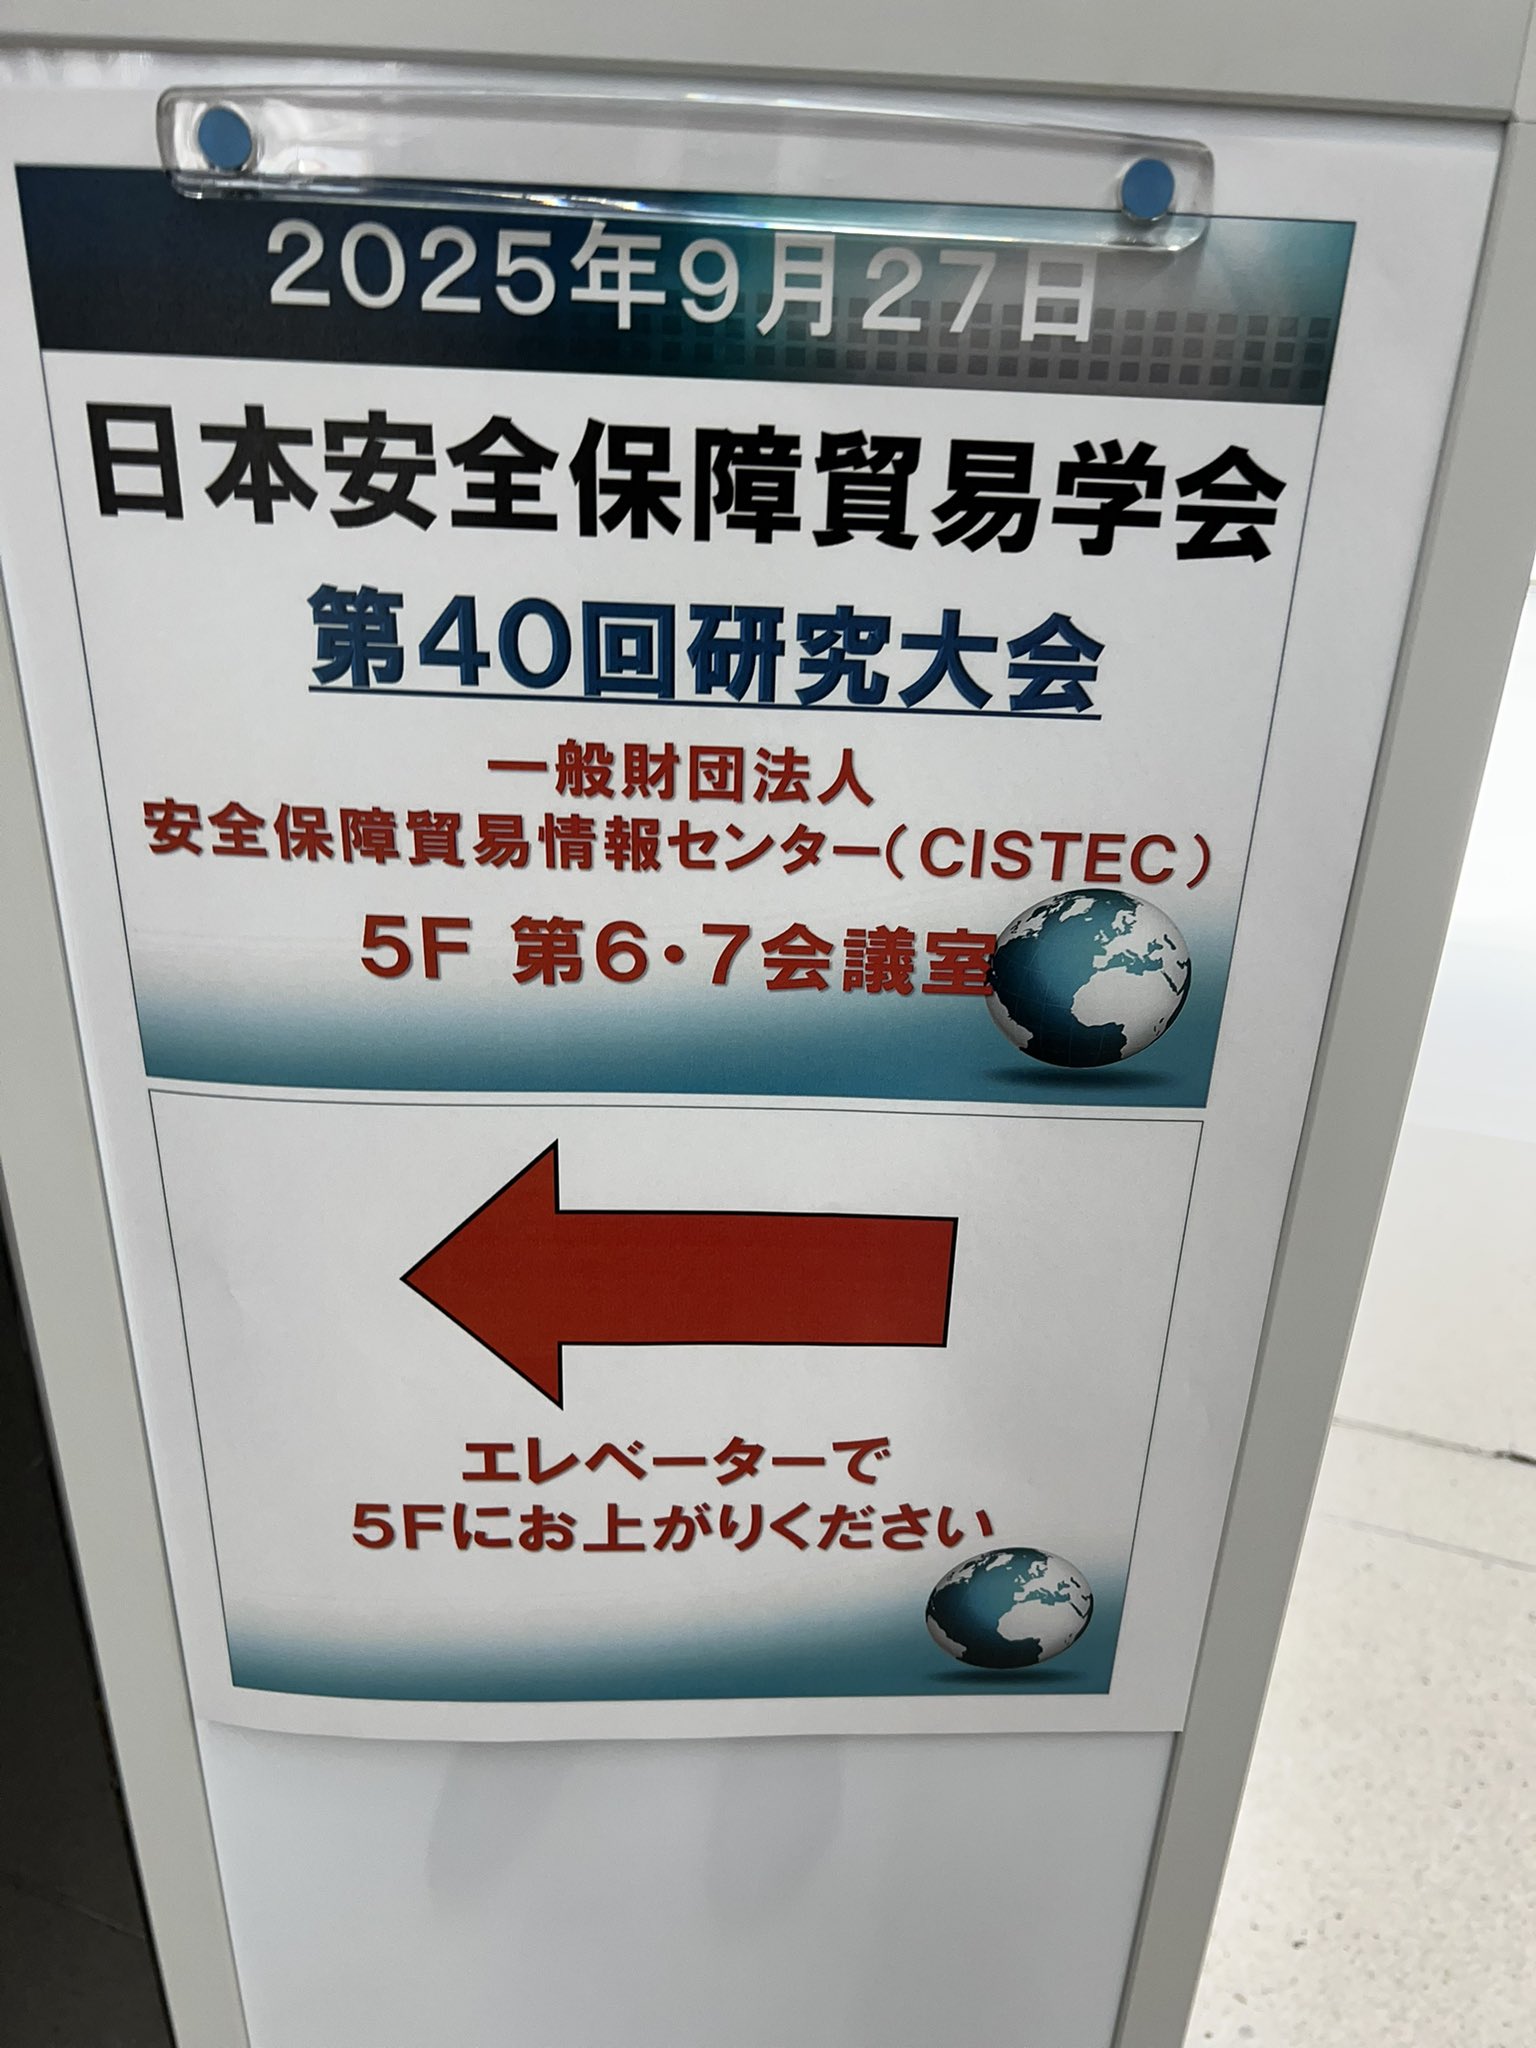 2025年9月27日
日本安全保障貿易学会
第40回研究大会
一般財団法人
安全保障貿易情報センター(CISTEC)
5F 第6・7会議室
エレベーターで
5Fにお上がりください